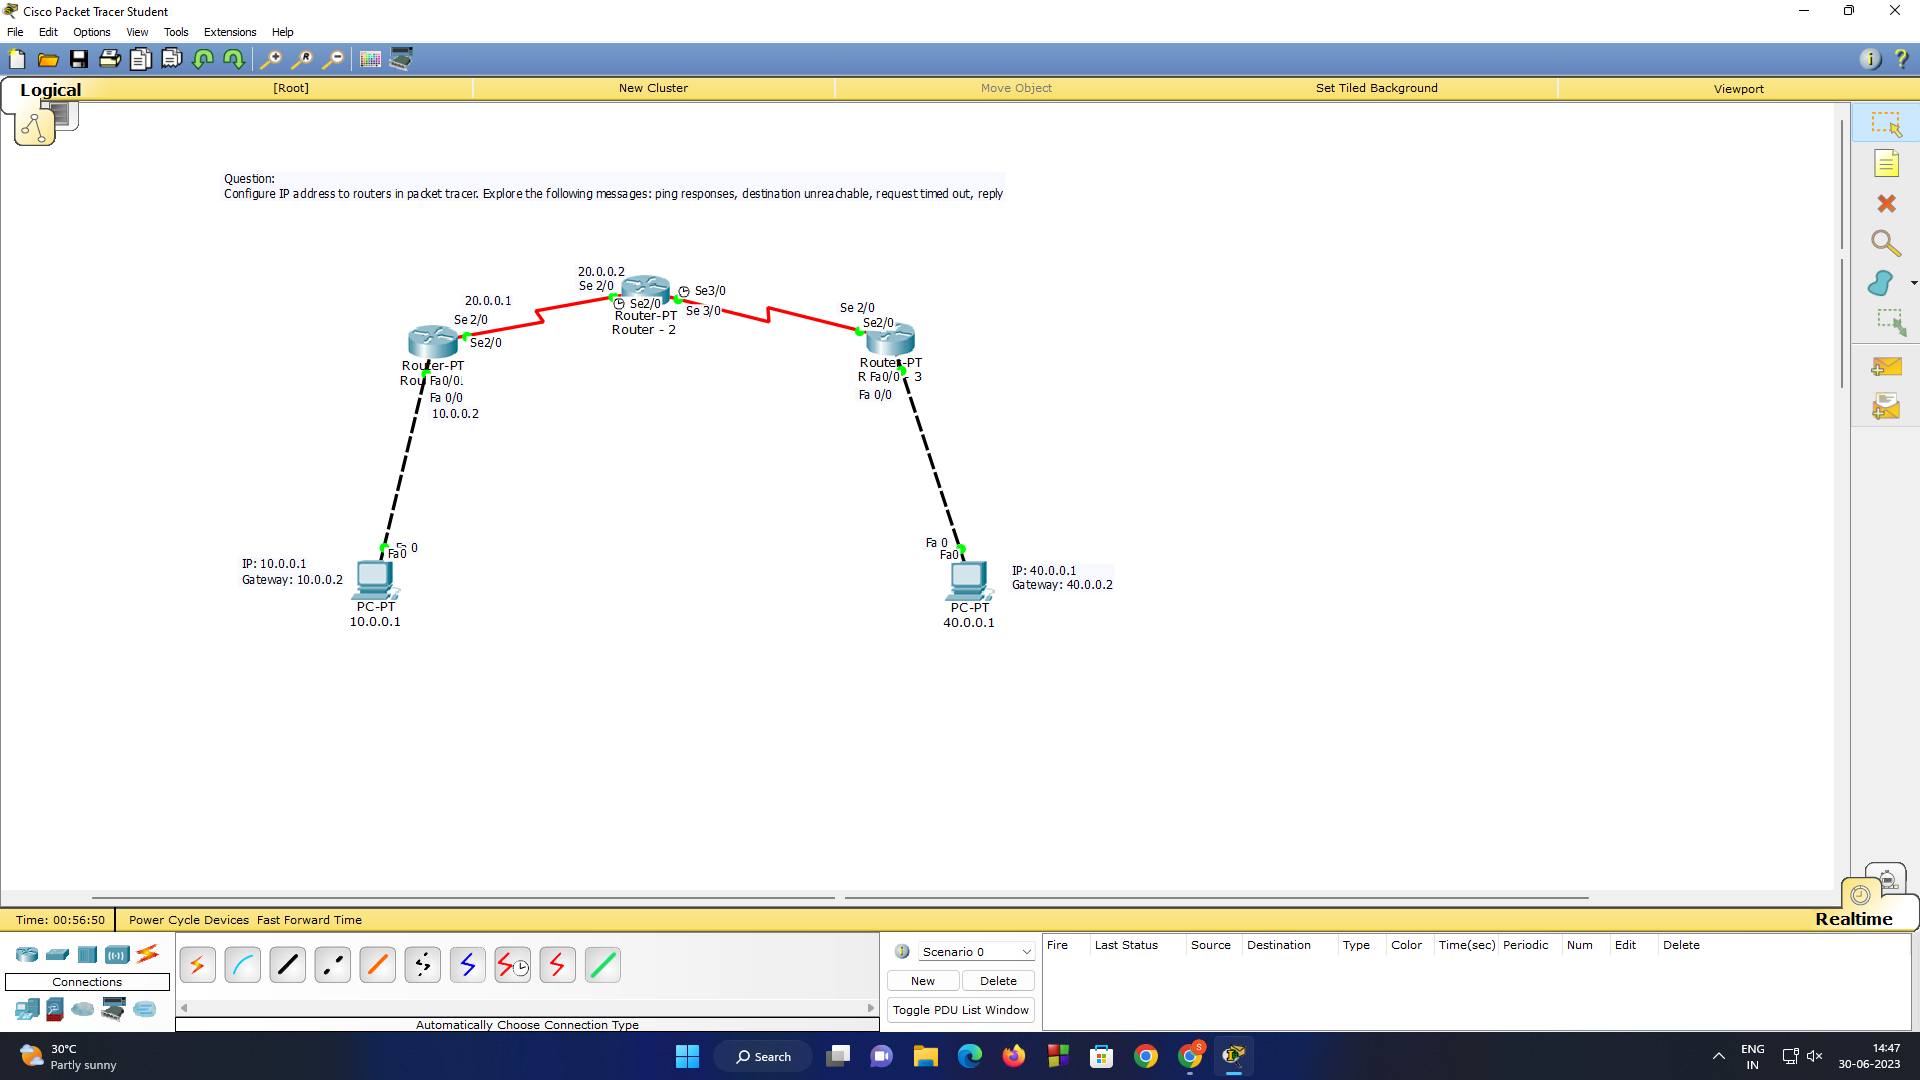 Cisco Packet Tracer Student
File Edit Options View Tools Extensions Help
Logical
[Root]
New Cluster
Move Object
Set Tiled Background
Viewport
Question:
Configure IP address to routers in packet tracer. Explore the following messages: ping responses, destination unreachable, request timed out, reply
20.0.0.2
Se 2/0
Se2/0
Router-PT
Router - 2
Se3/0
Se 3/0
20.0.0.1
Se 2/0
Se2/0
Router-PT
Rou Fa0/0.
Fa 0/0
10.0.0.2
Se 2/0
Se2/0
Router-PT
R Fa0/0 - 3
Fa 0/0
Fa 0
Fa0
IP: 10.0.0.1
Gateway: 10.0.0.2
PC-PT
10.0.0.1
Fa 0
Fa0
IP: 40.0.0.1
Gateway: 40.0.0.2
PC-PT
40.0.0.1
Time: 00:56:50
Power Cycle Devices Fast Forward Time
Realtime
Connections
Automatically Choose Connection Type
Scenario 0
New
Delete
Toggle PDU List Window
Fire Last Status Source Destination Type Color Time(sec) Periodic Num Edit Delete
30°C
Partly sunny
Search
ENG
IN
14:47
30-06-2023